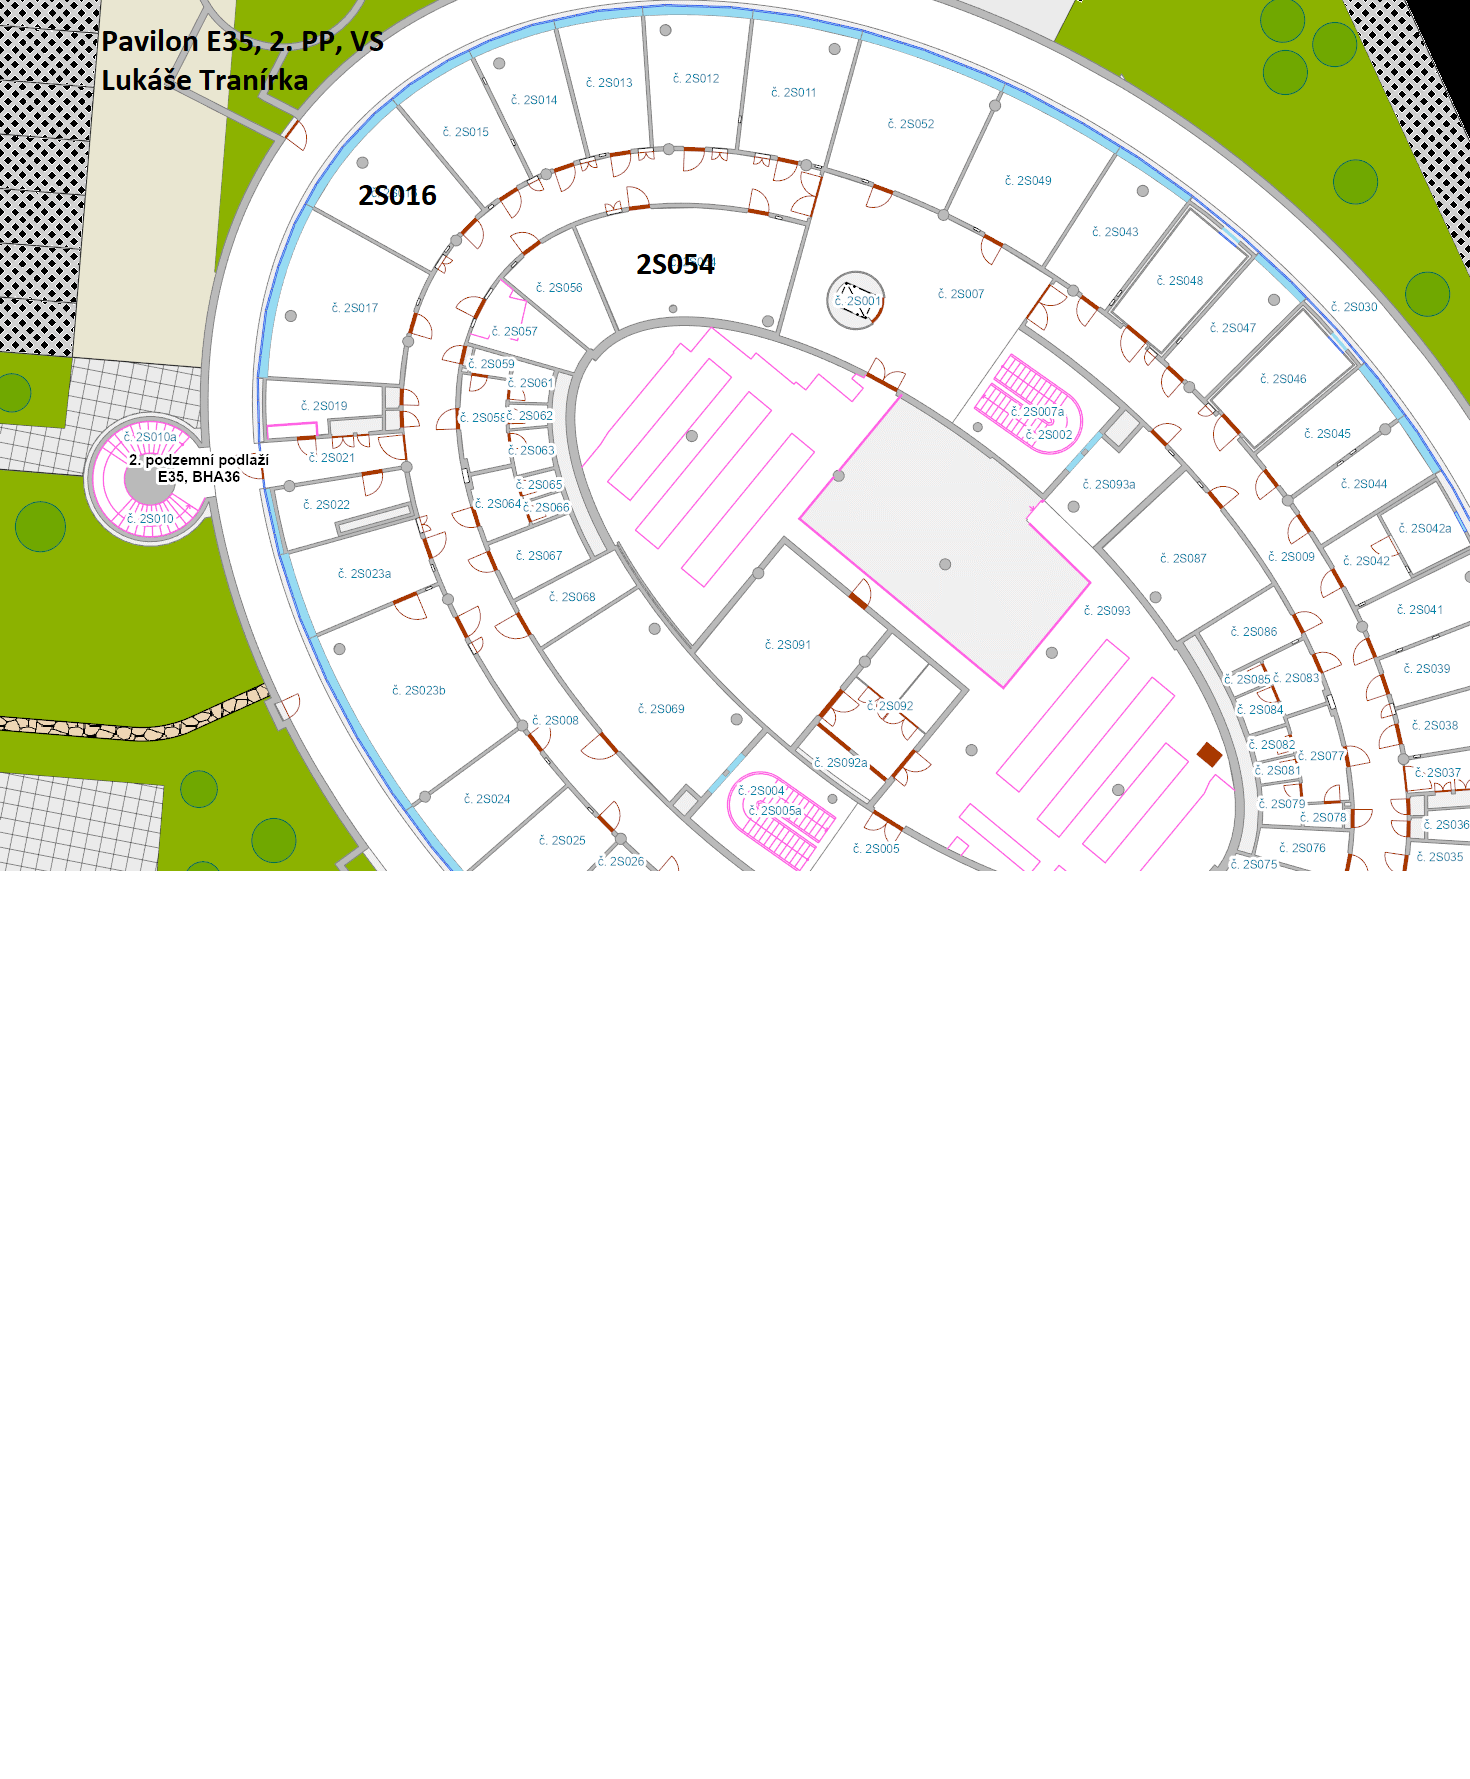 Pavilon E35, 2. PP, VS
Lukáše Tranírka
č. 2S013
č. 2S012
č. 2S011
č. 2S014
č. 2S015
č. 2S052
2S016
č. 2S049
č. 2S043
2S054
č. 2S048
č. 2S056
č. 2S007
č. 2S001
č. 2S030
č. 2S017
č. 2S047
č. 2S057
č. 2S059
č. 2S061
č. 2S046
č. 2S019
č. 2S058
č. 2S062
č. 2S007a
č. 2S002
č. 2S045
č. 2S010a
č. 2S063
2. podzemní podlaží
E35, BHA36
č. 2S021
č. 2S065
č. 2S093a
č. 2S044
č. 2S022
č. 2S064
č. 2S066
č. 2S010
č. 2S042a
č. 2S067
č. 2S087
č. 2S009
č. 2S042
č. 2S023a
č. 2S068
č. 2S093
č. 2S041
č. 2S086
č. 2S091
č. 2S039
č. 2S085
č. 2S083
č. 2S023b
č. 2S069
č. 2S092
č. 2S084
č. 2S008
č. 2S038
č. 2S082
č. 2S077
č. 2S092a
č. 2S081
č. 2S037
č. 2S004
č. 2S024
č. 2S005a
č. 2S079
č. 2S078
č. 2S036
č. 2S025
č. 2S005
č. 2S076
č. 2S026
č. 2S075
č. 2S035